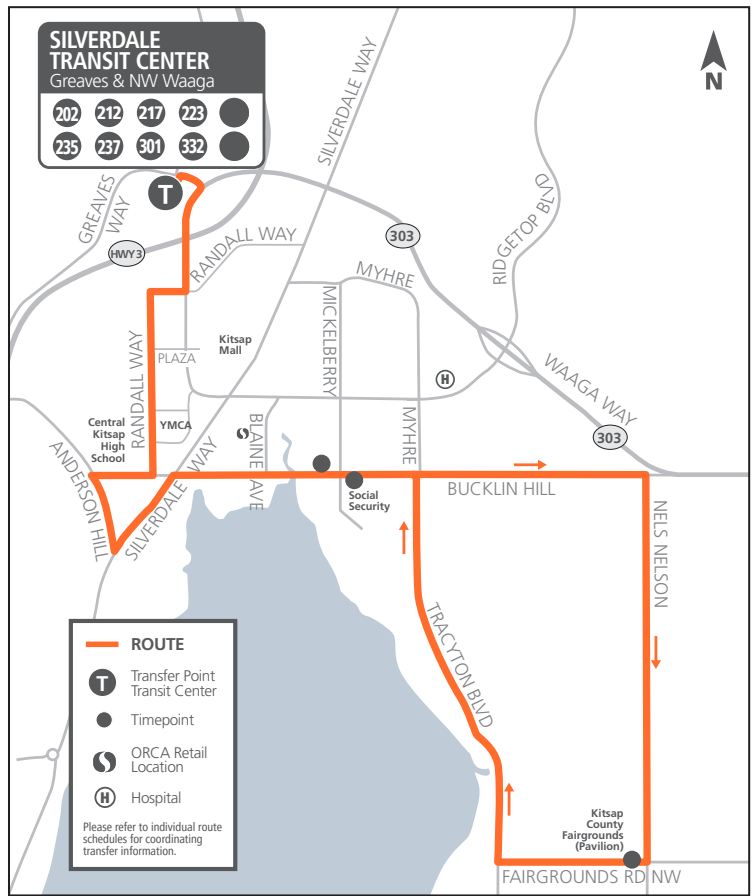 SILVERDALE
TRANSIT CENTER
Greaves & NW Waaga
202 212 217 223
235 237 301 332
N
SILVERDALE WAY
GREAVES
WAY
T
HWY3
RANDALL WAY
303
RIDGETOP BLVD
MYHRE
MICKELBERRY
Kitsap
Mall
PLAZA
RANDALL WAY
H
WAAGA WAY
303
Central
Kitsap
High
School
YMCA
BLAINE AVE
MYHRE
ANDERSON HILL
SILVERDALE WAY
Social
Security
BUCKLIN HILL
NELS NELSON
TRACYTON BLVD
ROUTE
T Transfer Point
Transit Center
Timepoint
ORCA Retail
Location
H Hospital
Please refer to individual route
schedules for coordinating
transfer information.
Kitsap
County
Fairgrounds
(Pavilion)
FAIRGROUNDS RD NW